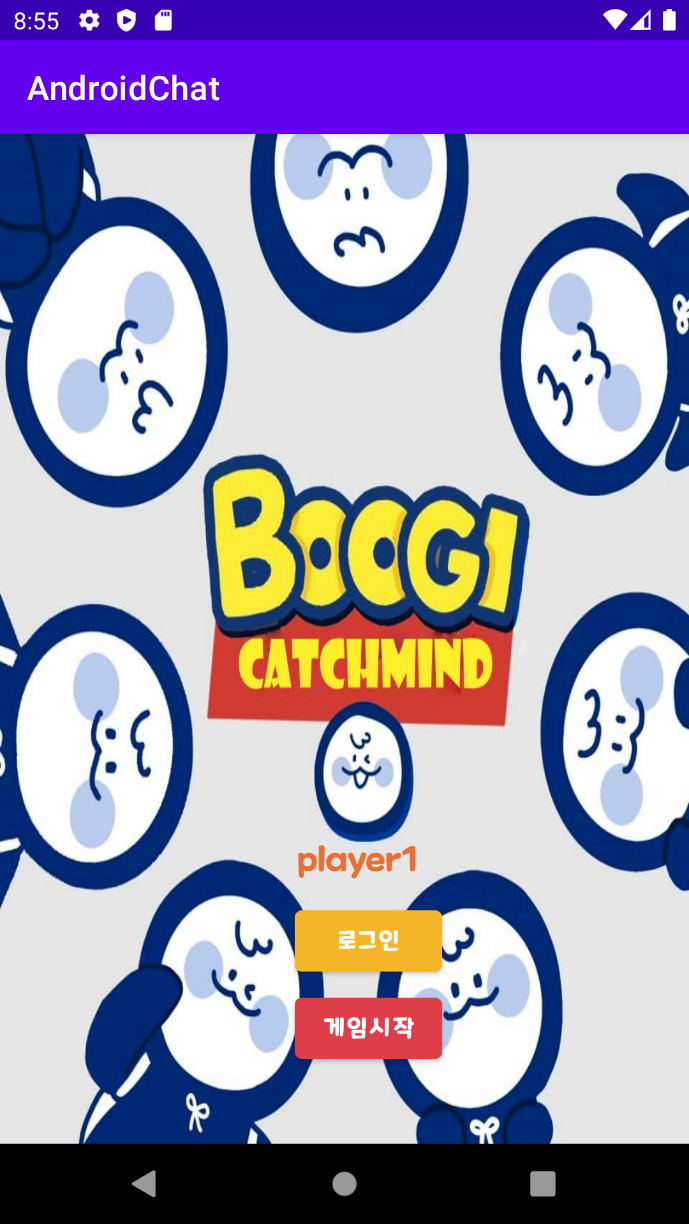 8:55
AndroidChat
BOOGI
CATCHMIND
player1
로그인
게임시작